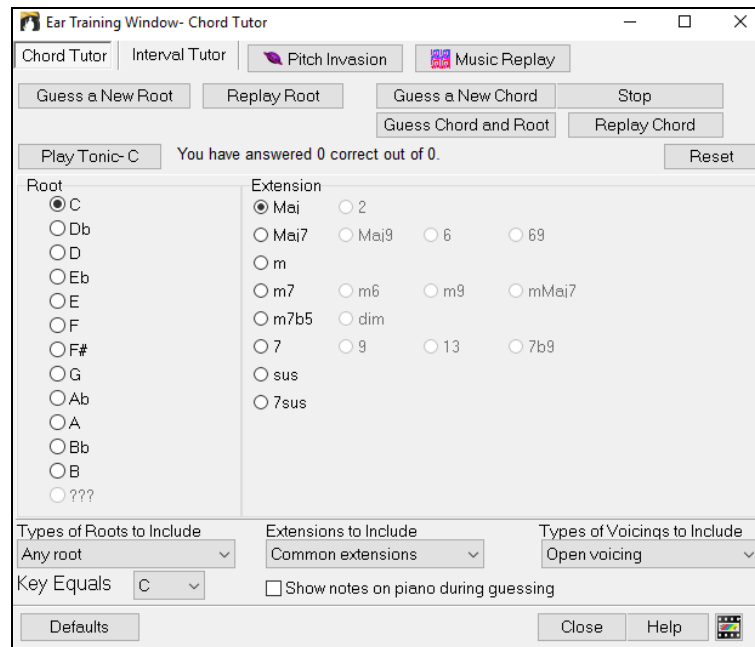 Ear Training Window- Chord Tutor
Chord Tutor Interval Tutor Pitch Invasion Music Replay
Guess a New Root Replay Root Guess a New Chord Stop
Guess Chord and Root Replay Chord
Play Tonic- C You have answered 0 correct out of 0. Reset
Root Extension
C Maj 2
Db Maj7 Maj9 6 69
D m
Eb m7 m6 m9 mMaj7
E m7b5 dim
F 7 9 13 7b9
F# sus
G 7sus
Ab
A
Bb
B
???
Types of Roots to Include Extensions to Include Types of Voicings to Include
Any root Common extensions Open voicing
Key Equals C Show notes on piano during guessing
Defaults Close Help